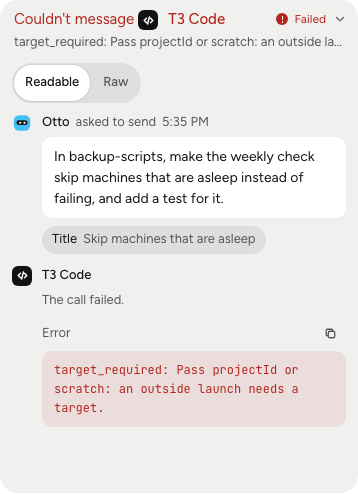 Couldn't message T3 Code Failed
target_required: Pass projectId or scratch: an outside la...
Readable Raw
Otto asked to send 5:35 PM
In backup-scripts, make the weekly check
skip machines that are asleep instead of
failing, and add a test for it.
Title Skip machines that are asleep
T3 Code
The call failed.
Error
target_required: Pass projectId or
scratch: an outside launch needs a
target.